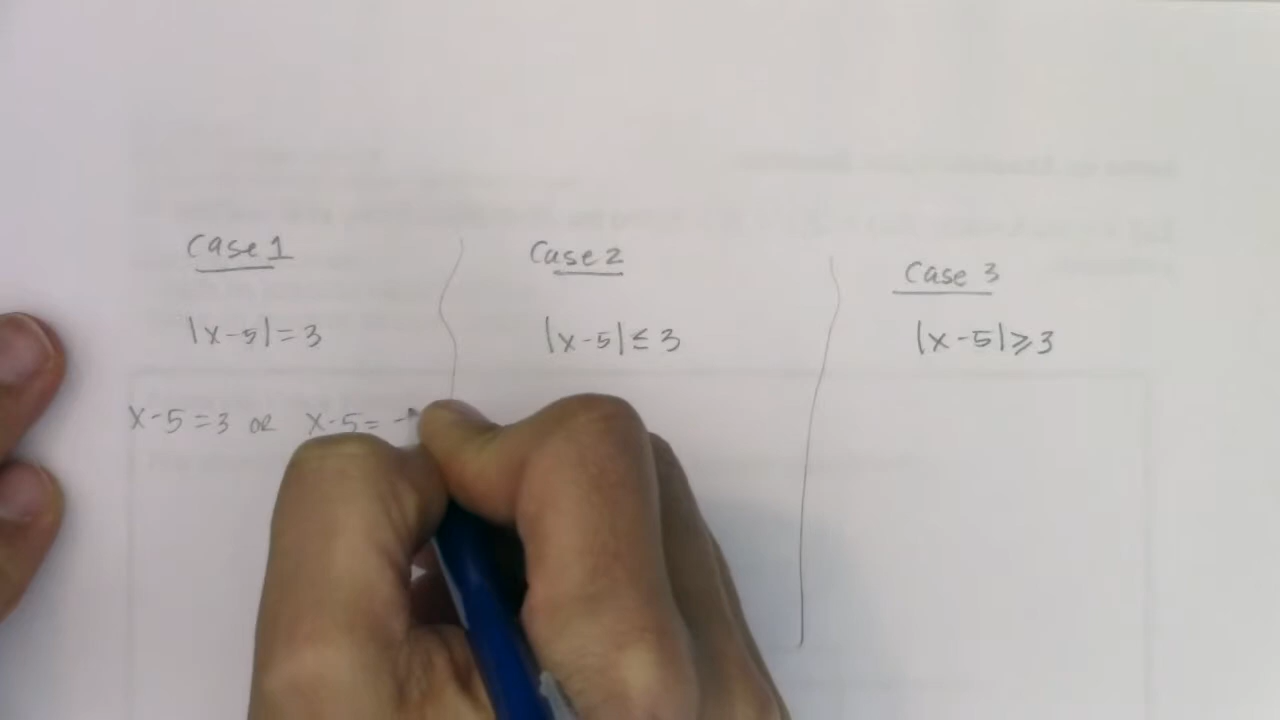 Case 1
|x-5| = 3
x-5 = 3 OR x-5 = -
Case 2
|x-5| ≤ 3
Case 3
|x-5| ⩾ 3